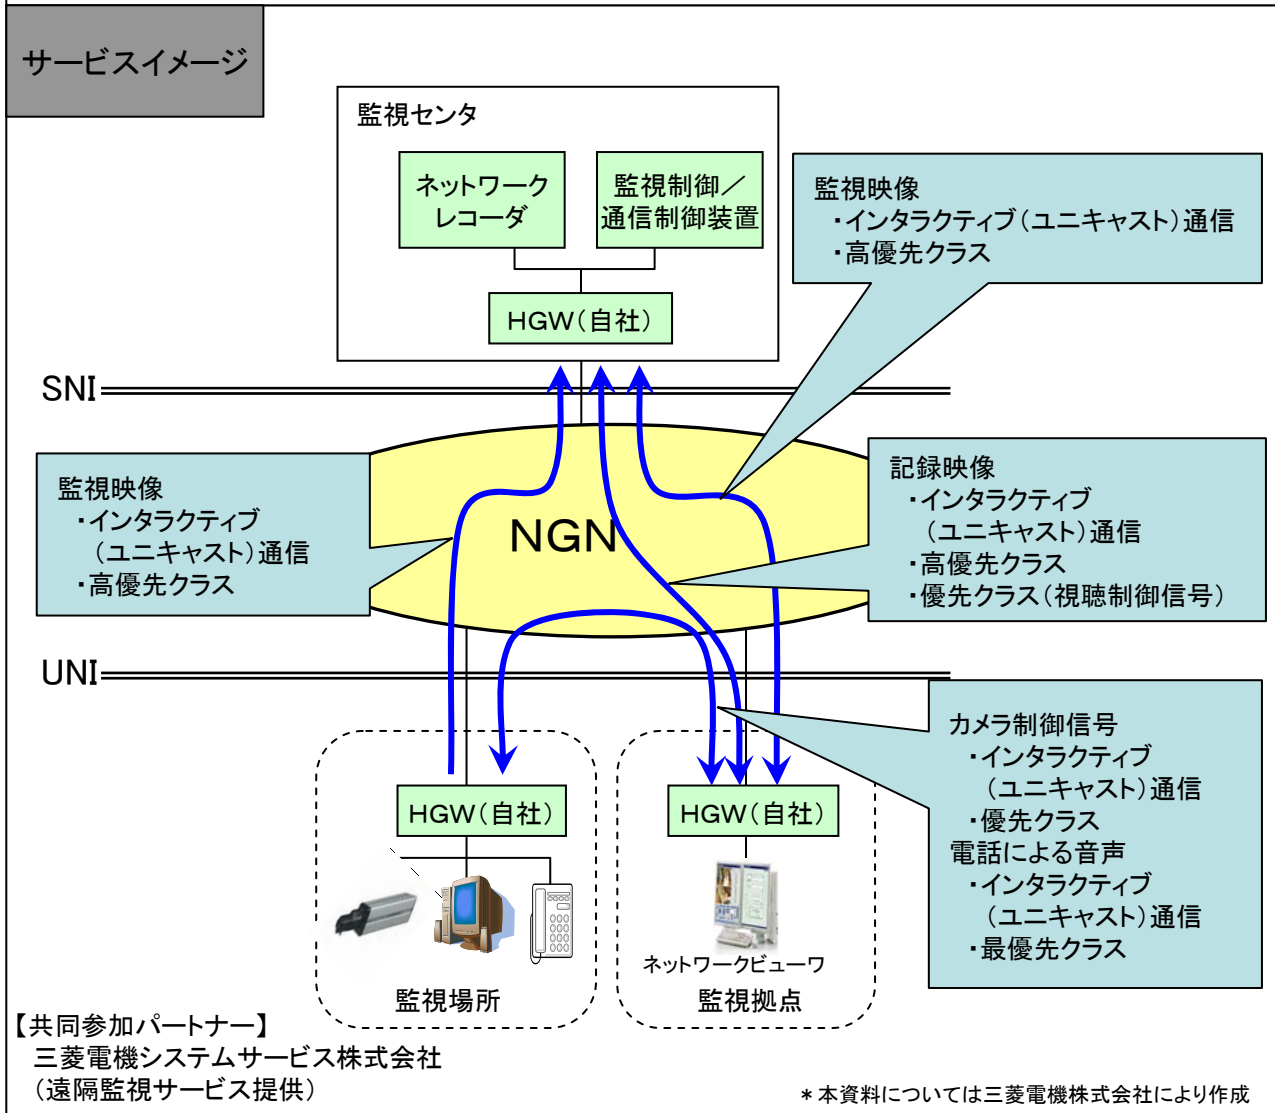 サービスイメージ
監視センタ
ネットワーク
レコーダ
監視制御／
通信制御装置
HGW(自社)
監視映像
・インタラクティブ(ユニキャスト)通信
・高優先クラス
SNI
監視映像
・インタラクティブ
(ユニキャスト)通信
・高優先クラス
NGN
記録映像
・インタラクティブ
(ユニキャスト)通信
・高優先クラス
・優先クラス(視聴制御信号)
UNI
カメラ制御信号
・インタラクティブ
(ユニキャスト)通信
・優先クラス
電話による音声
・インタラクティブ
(ユニキャスト)通信
・最優先クラス
HGW(自社)
監視場所
HGW(自社)
ネットワークビューワ
監視拠点
【共同参加パートナー】
三菱電機システムサービス株式会社
(遠隔監視サービス提供)
＊本資料については三菱電機株式会社により作成